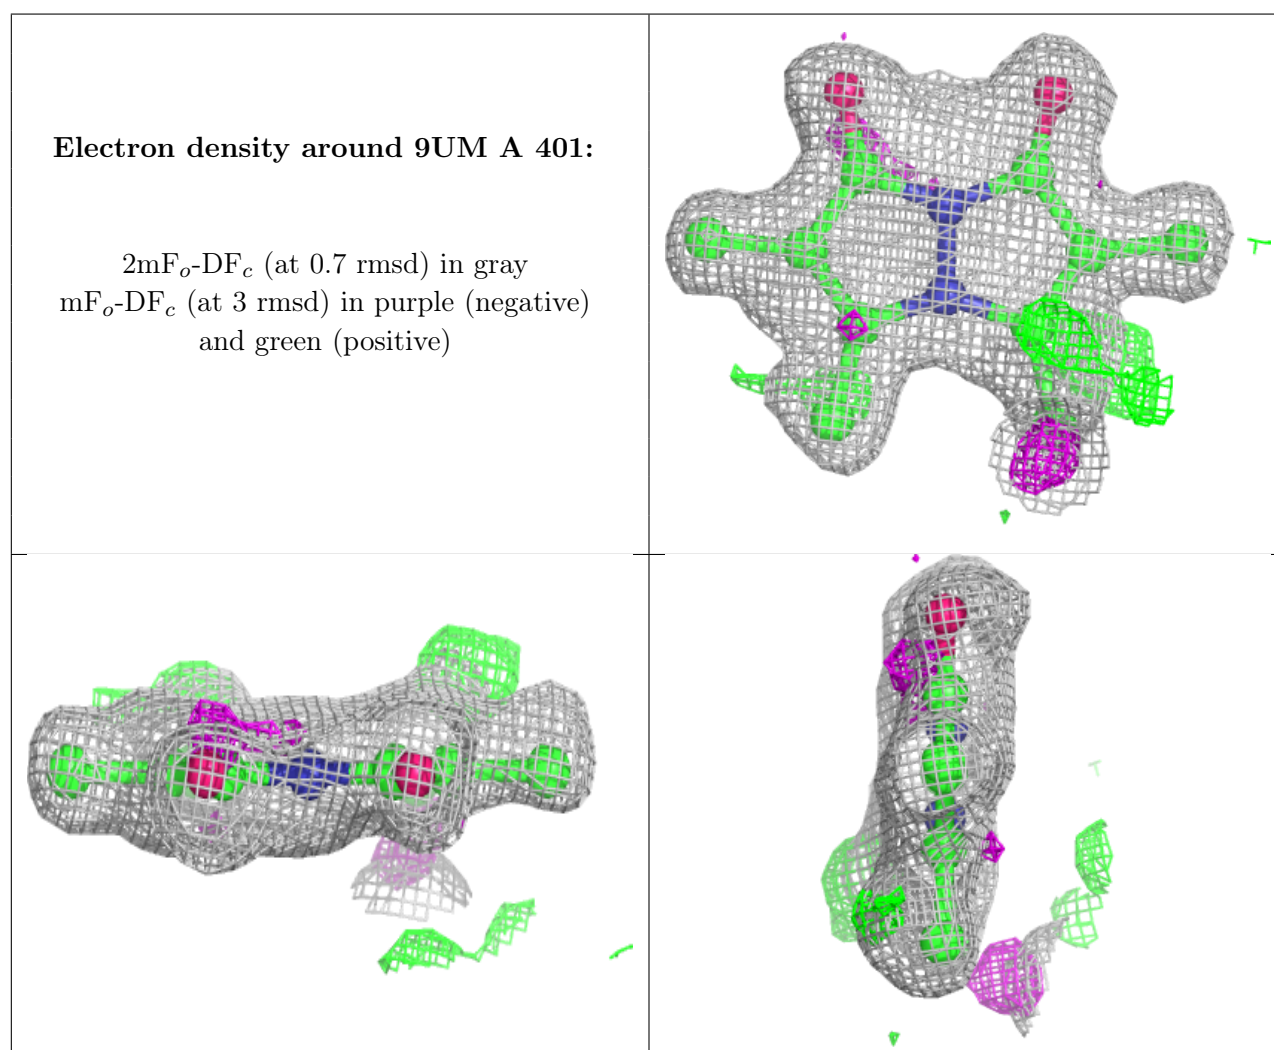 Electron density around 9UM A 401:
2mFo-DFc (at 0.7 rmsd) in gray
mFo-DFc (at 3 rmsd) in purple (negative)
and green (positive)